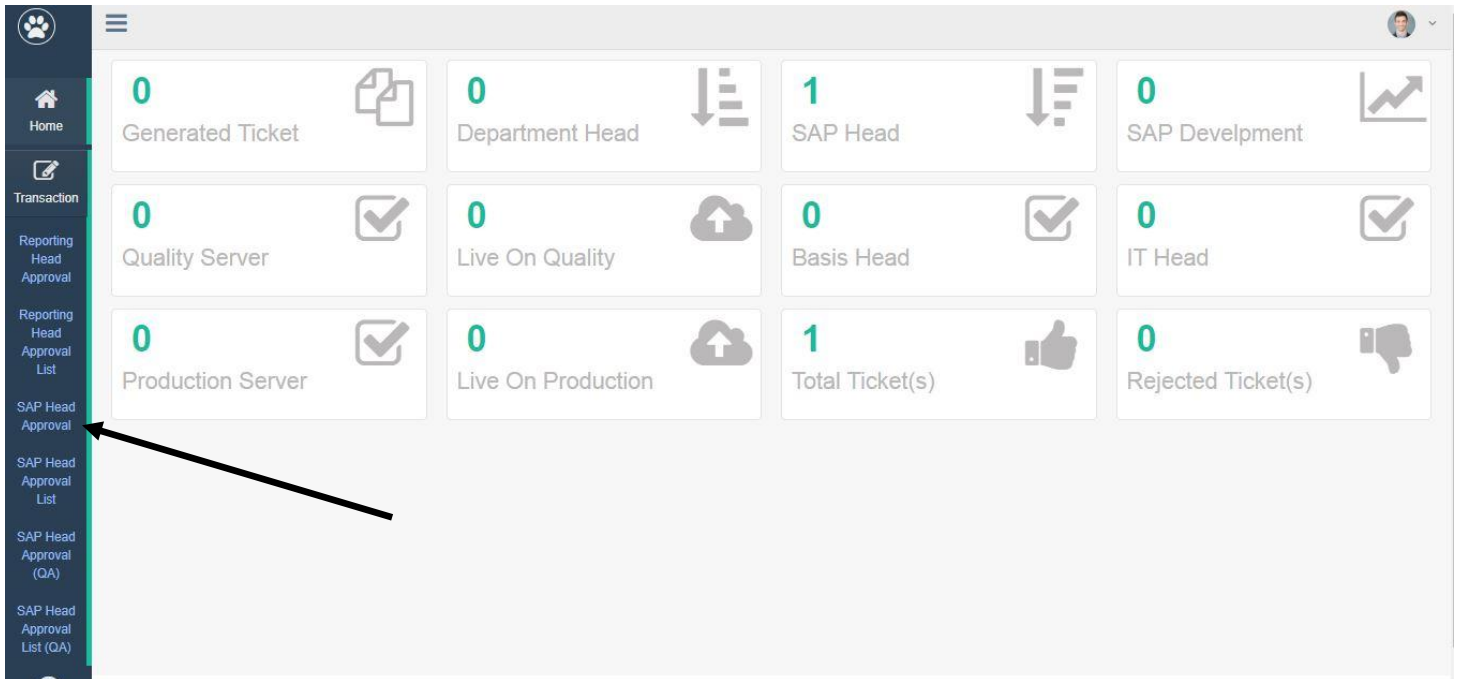 Home
Transaction
Reporting
Head
Approval
Reporting
Head
Approval
List
SAP Head
Approval
SAP Head
Approval
List
SAP Head
Approval
(QA)
SAP Head
Approval
List (QA)
0
Generated Ticket
0
Department Head
1
SAP Head
0
SAP Develpment
0
Quality Server
0
Live On Quality
0
Basis Head
0
IT Head
0
Production Server
0
Live On Production
1
Total Ticket(s)
0
Rejected Ticket(s)